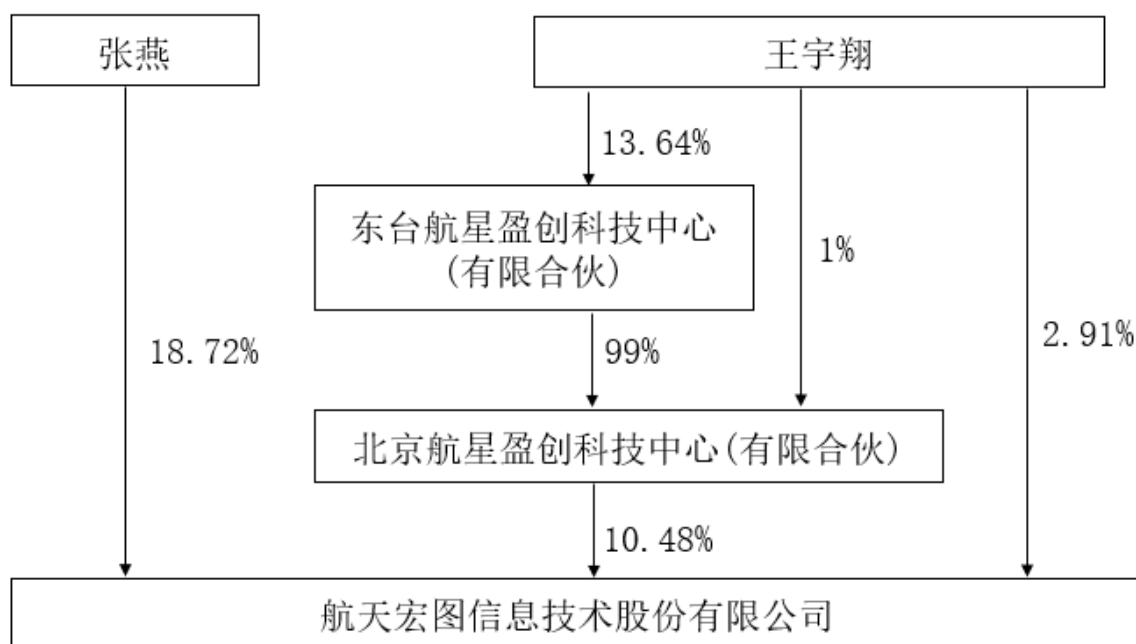 张燕
王宇翔
13.64%
东台航星盈创科技中心
(有限合伙)
1%
18.72%
99%
2.91%
北京航星盈创科技中心(有限合伙)
10.48%
航天宏图信息技术股份有限公司